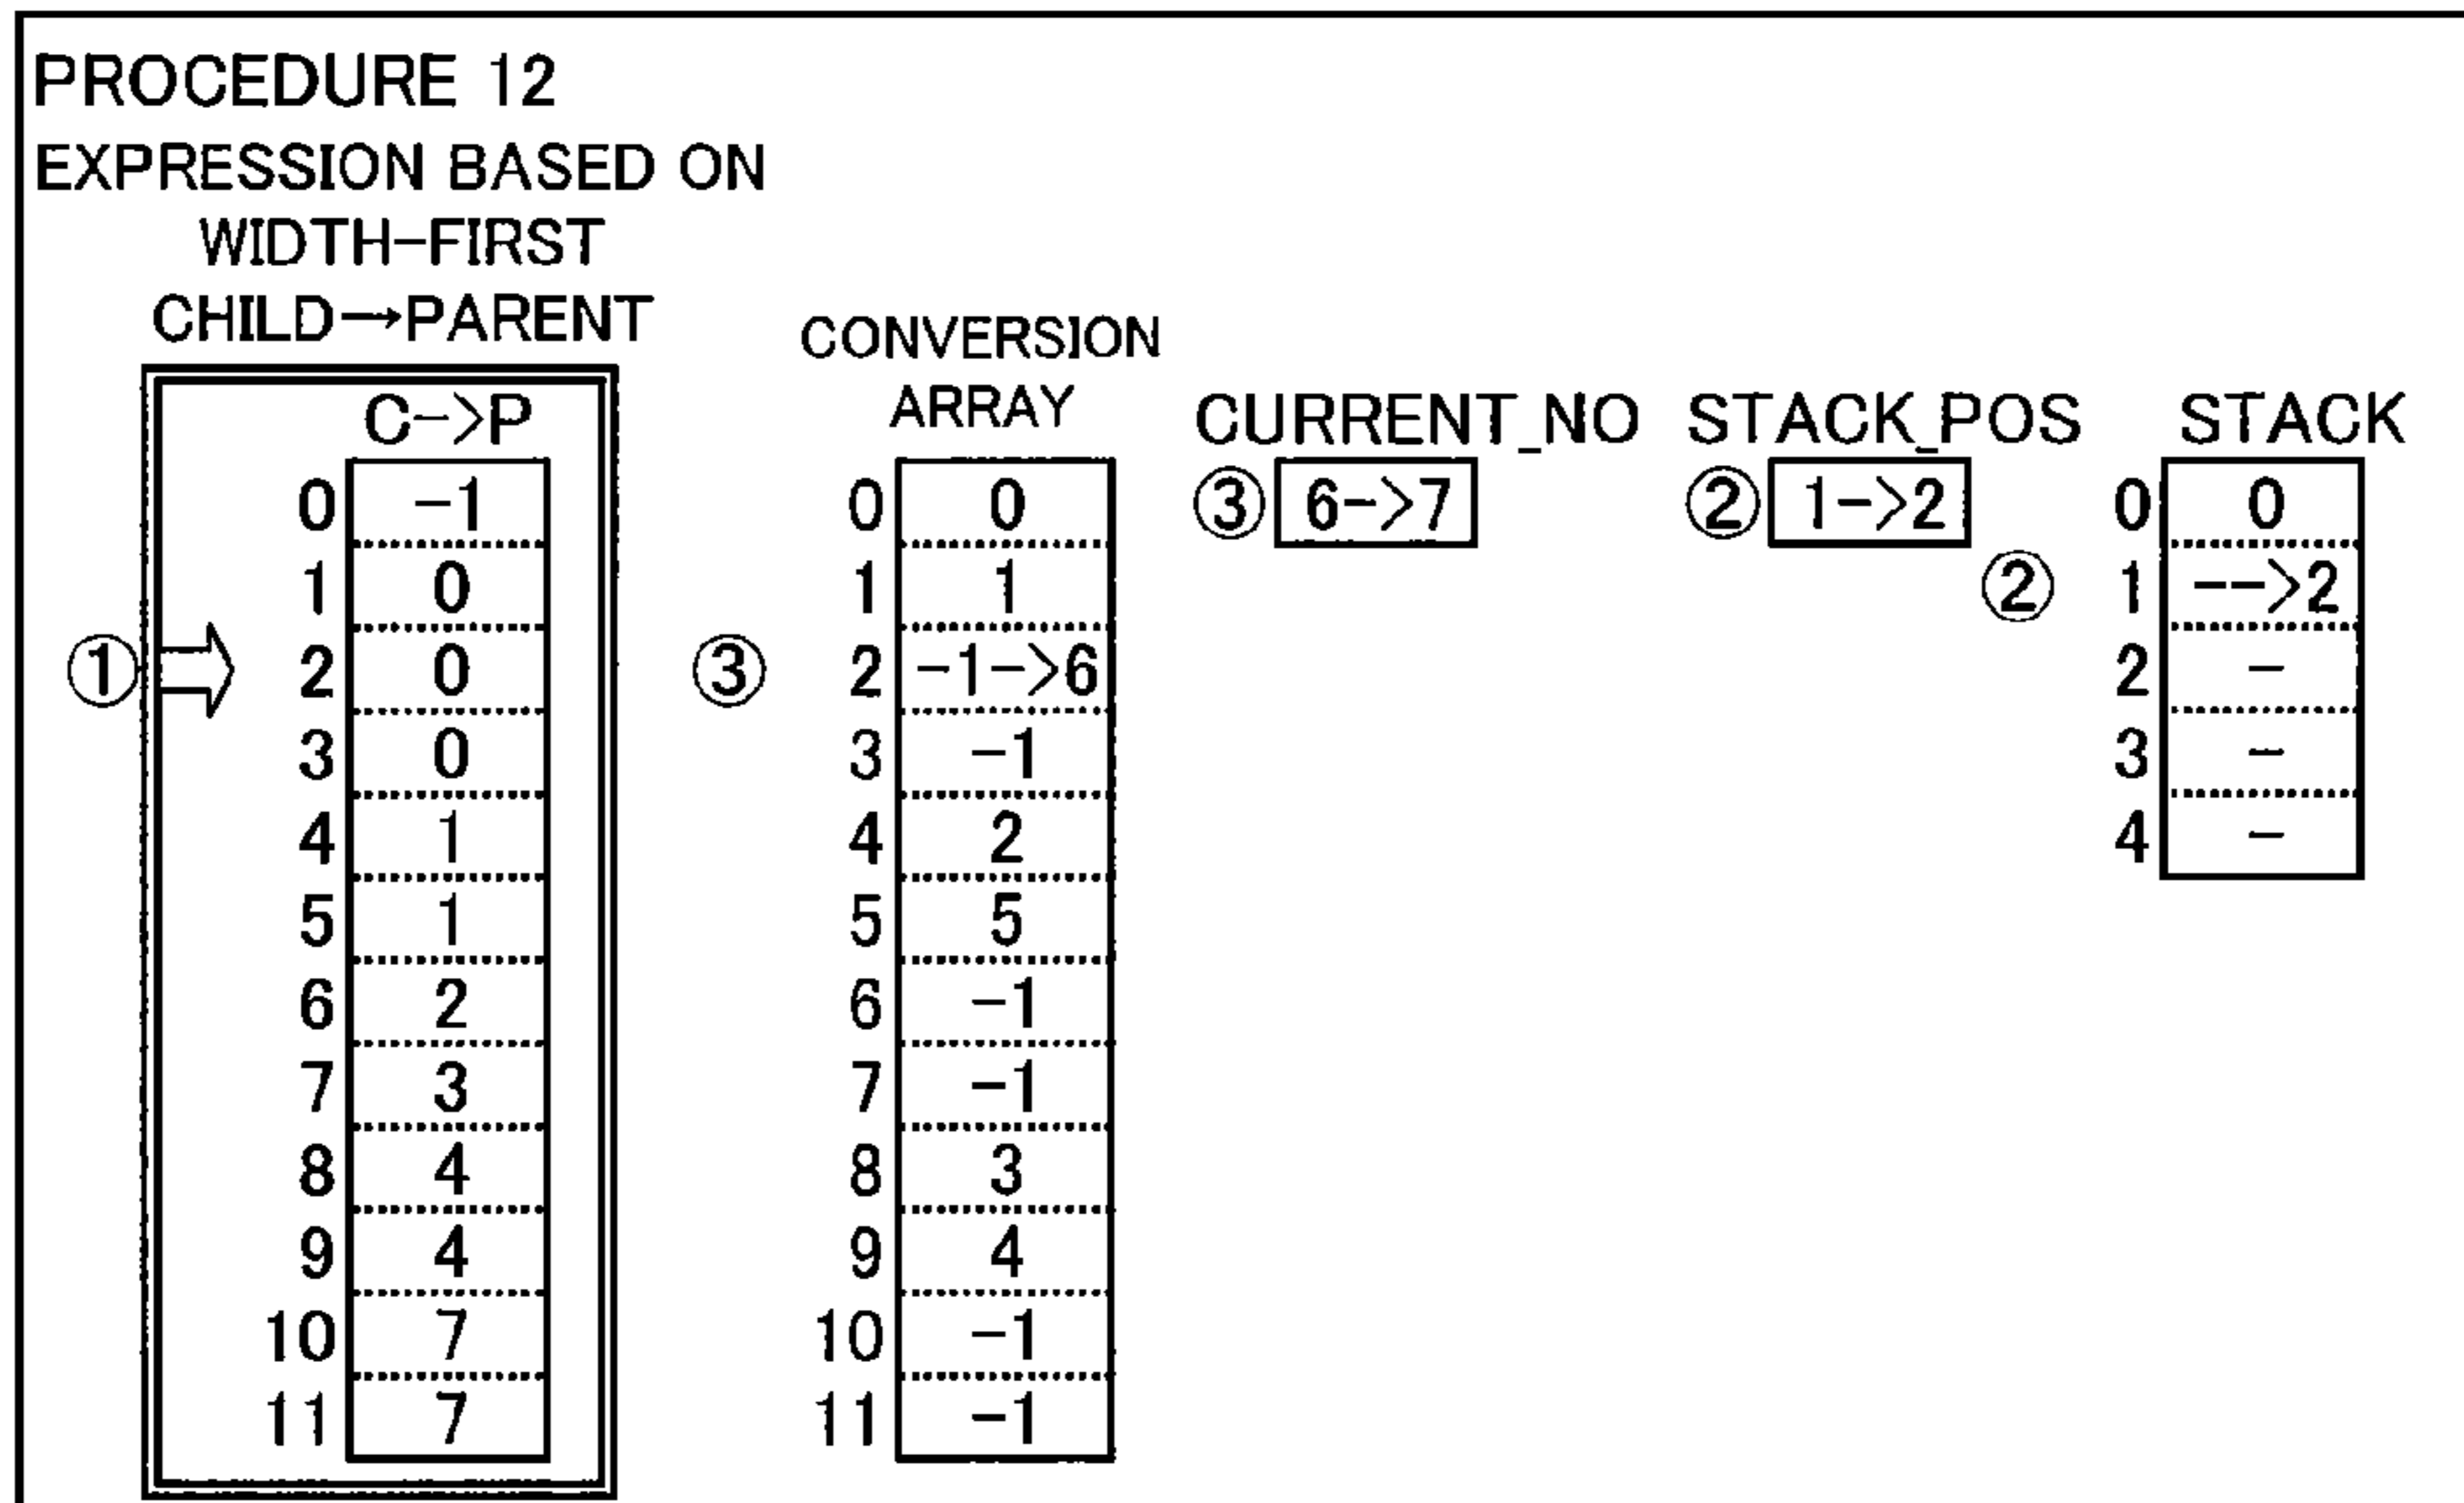 PROCEDURE 12
EXPRESSION BASED ON
WIDTH-FIRST
CHILD→PARENT
CONVERSION
ARRAY
C->P
CURRENT_NO STACK_POS STACK
0 -1 0 0 ③ 6->7 ② 1->2 0 0
1 0 1 1 ② 1 -->2
① 2 0 ③ 2 -1->6 2 -
3 0 3 -1 3 -
4 1 4 2 4 -
5 1 5 5
6 2 6 -1
7 3 7 -1
8 4 8 3
9 4 9 4
10 7 10 -1
11 7 11 -1